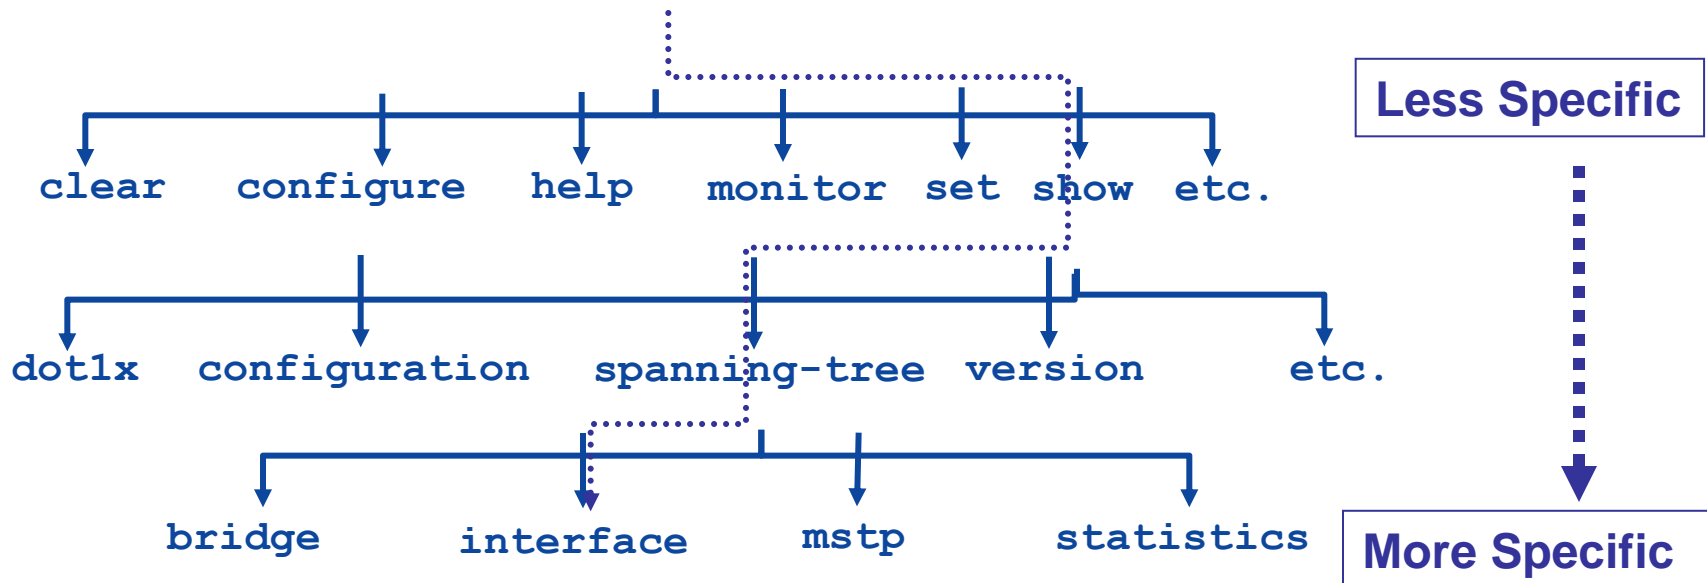 Less Specific
clear configure help monitor set show etc.
dot1x configuration spanning-tree version etc.
bridge interface mstp statistics
More Specific